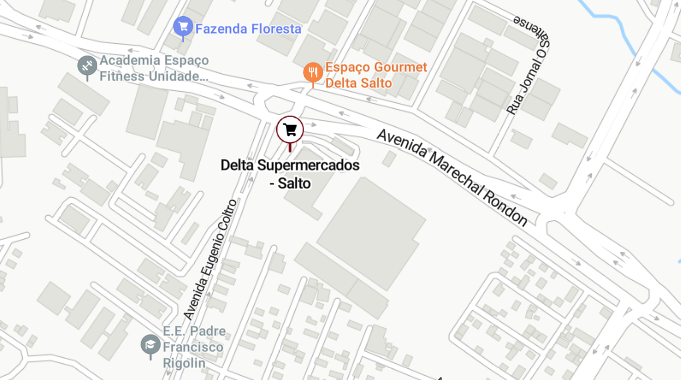 Fazenda Floresta
Academia Espaço
Fitness Unidade...
Espaço Gourmet
Delta Salto
Rua Jornal O Saltense
Avenida Marechal Rondon
Delta Supermercados
- Salto
Avenida Eugenio Coltro
E.E. Padre
Francisco
Rigolin